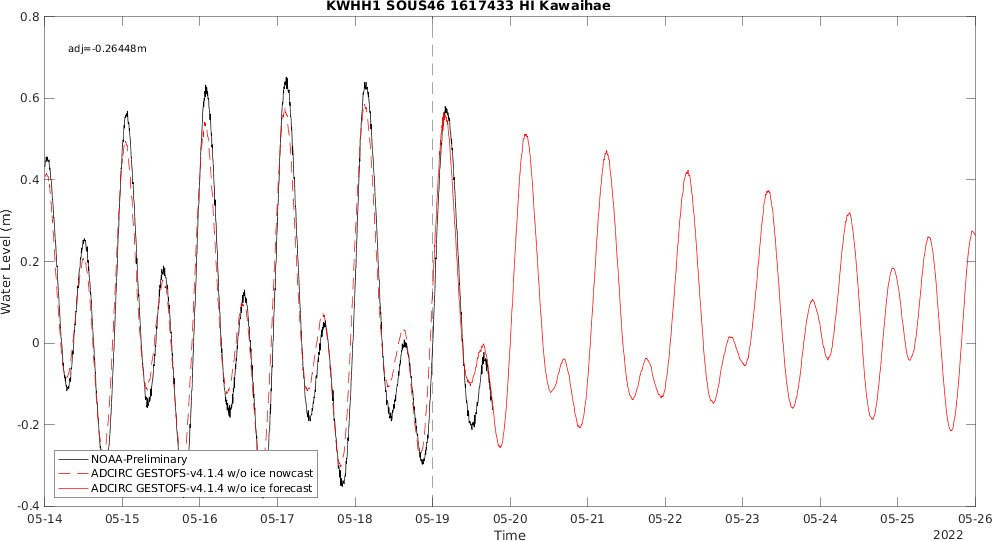 KWHH1 SOUS46 1617433 HI Kawaihae
adj=-0.26448m
Water Level (m)
0.8
0.6
0.4
0.2
0
-0.2
-0.4
NOAA-Preliminary
ADCIRC GESTOFS-v4.1.4 w/o ice nowcast
ADCIRC GESTOFS-v4.1.4 w/o ice forecast
05-14 05-15 05-16 05-17 05-18 05-19 05-20 05-21 05-22 05-23 05-24 05-25 05-26
Time
2022